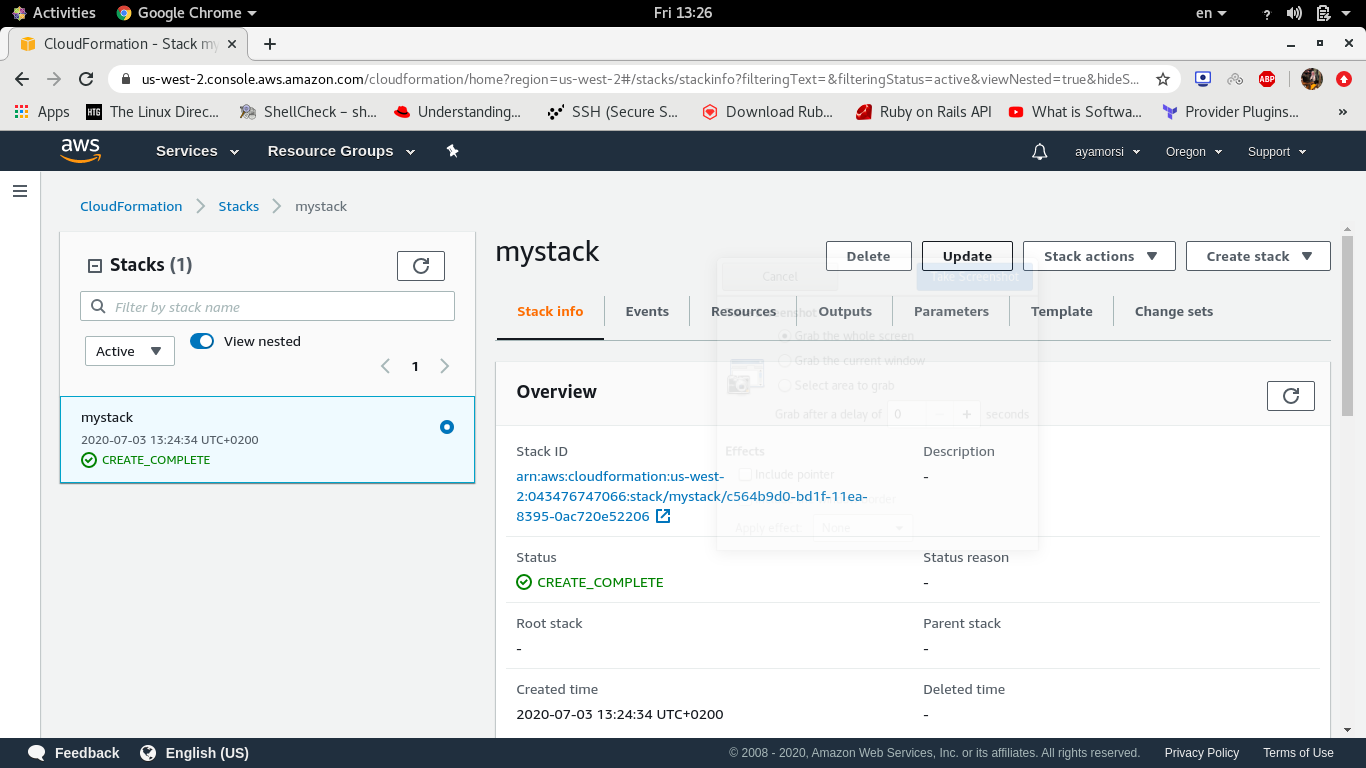 Activities Google Chrome Fri 13:26 en
CloudFormation - Stack my
us-west-2.console.aws.amazon.com/cloudformation/home?region=us-west-2#/stacks/stackinfo?filteringText=&filteringStatus=active&viewNested=true&hideS...
Apps The Linux Direc... ShellCheck – sh... Understanding... SSH (Secure S... Download Rub... Ruby on Rails API What is Softwa... Provider Plugins... »
aws Services Resource Groups ayamorsi Oregon Support
CloudFormation Stacks mystack
Stacks (1)
Filter by stack name
Active View nested
1
mystack
2020-07-03 13:24:34 UTC+0200
CREATE_COMPLETE
mystack Delete Update Stack actions Create stack
Cancel Take Screenshot
Stack info Events Resources Outputs Parameters Template Change sets
Screenshot
Grab the whole screen
Grab the current window
Select area to grab
Grab after a delay of 0 - + seconds
Effects
Include pointer
Apply effect: None
Overview
Stack ID Description
arn:aws:cloudformation:us-west- -
2:043476747066:stack/mystack/c564b9d0-bd1f-11ea-
8395-0ac720e52206
Status Status reason
CREATE_COMPLETE -
Root stack Parent stack
- -
Created time Deleted time
2020-07-03 13:24:34 UTC+0200 -
Feedback English (US) © 2008 - 2020, Amazon Web Services, Inc. or its affiliates. All rights reserved. Privacy Policy Terms of Use